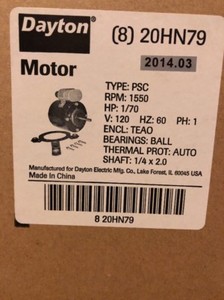 Dayton
(8) 20HN79
Motor
2014.03
TYPE: PSC
RPM: 1550
HP: 1/70
V: 120 HZ: 60 PH: 1
ENCL: TEAO
BEARINGS: BALL
THERMAL PROT: AUTO
SHAFT: 1/4 x 2.0
Manufactured for Dayton Electric Mfg. Co., Lake Forest, IL 60045 USA
Made in China
8 20HN79